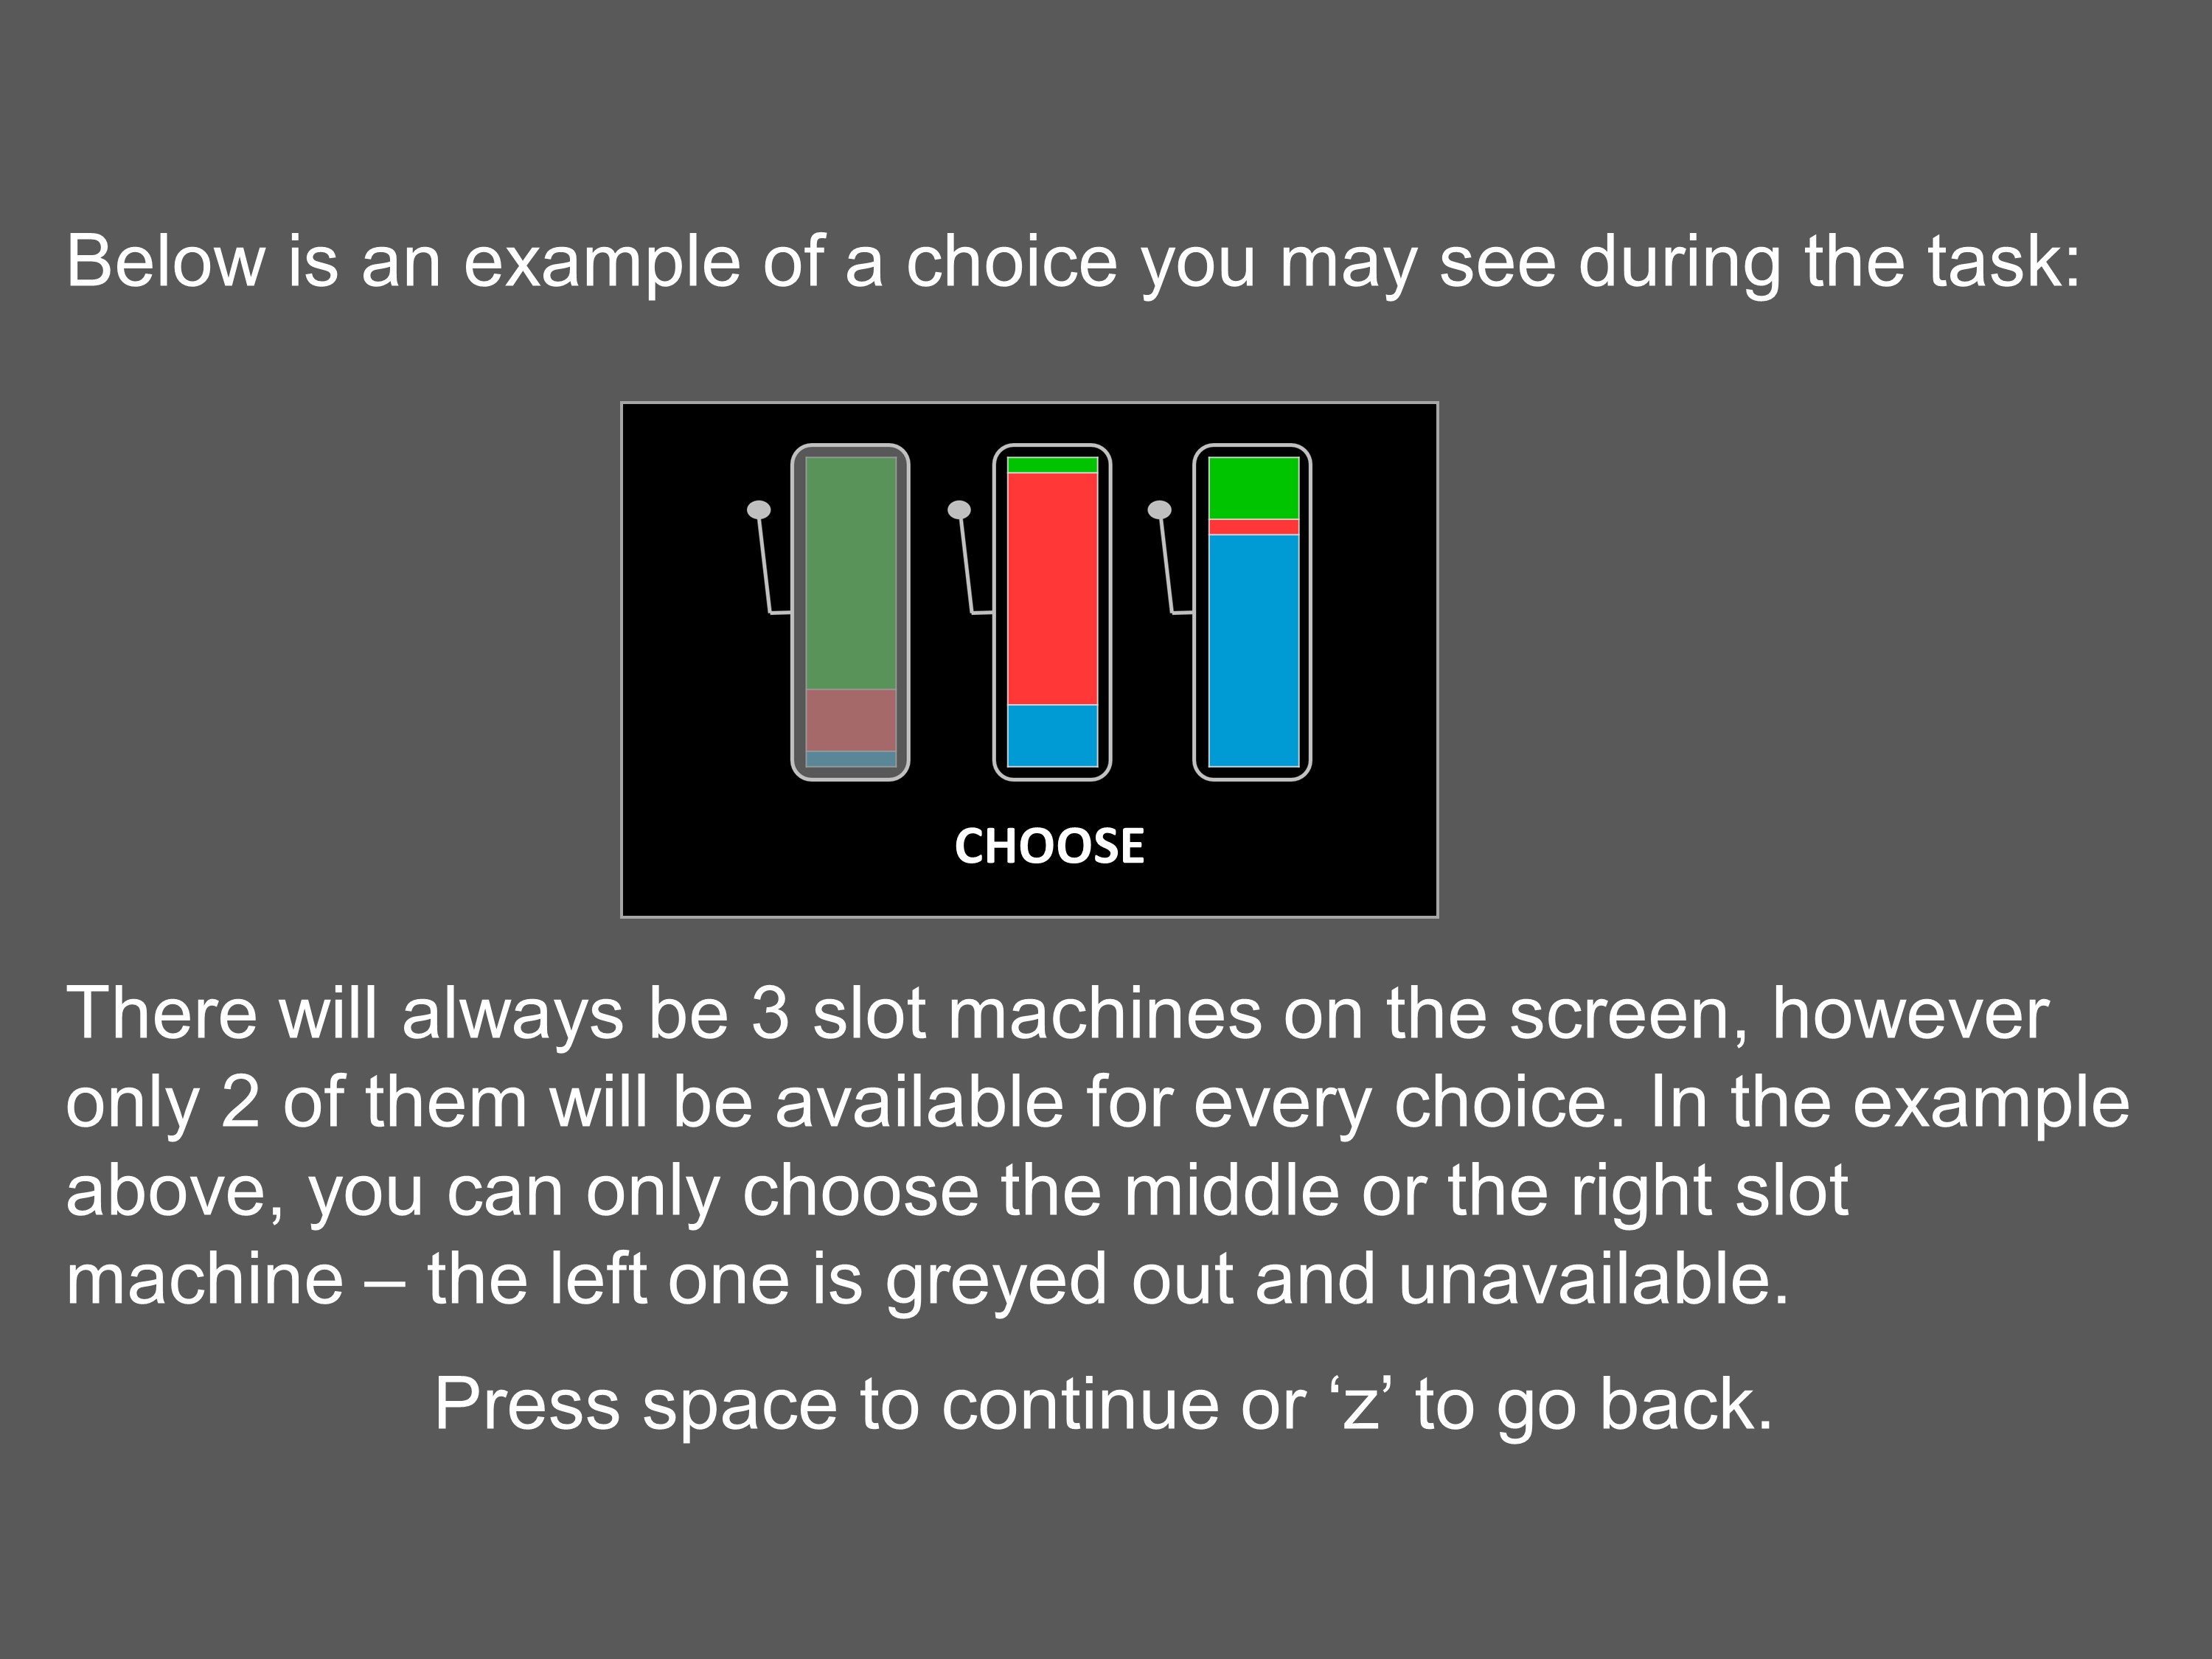 Below is an example of a choice you may see during the task:
CHOOSE
There will always be 3 slot machines on the screen, however
only 2 of them will be available for every choice. In the example
above, you can only choose the middle or the right slot
machine – the left one is greyed out and unavailable.
Press space to continue or ‘z’ to go back.